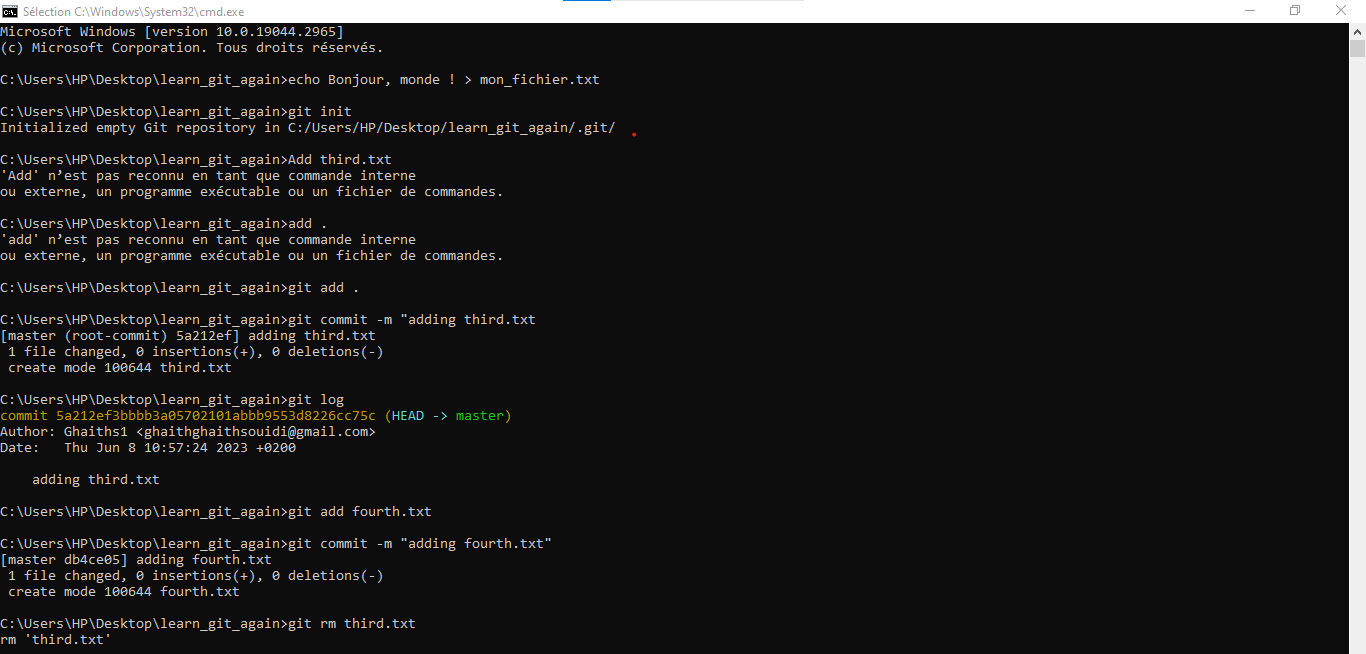 Sélection C:\Windows\System32\cmd.exe
Microsoft Windows [version 10.0.19044.2965]
(c) Microsoft Corporation. Tous droits réservés.
C:\Users\HP\Desktop\learn_git_again>echo Bonjour, monde ! > mon_fichier.txt
C:\Users\HP\Desktop\learn_git_again>git init
Initialized empty Git repository in C:/Users/HP/Desktop/learn_git_again/.git/
C:\Users\HP\Desktop\learn_git_again>Add third.txt
'Add' n’est pas reconnu en tant que commande interne
ou externe, un programme exécutable ou un fichier de commandes.
C:\Users\HP\Desktop\learn_git_again>add .
'add' n’est pas reconnu en tant que commande interne
ou externe, un programme exécutable ou un fichier de commandes.
C:\Users\HP\Desktop\learn_git_again>git add .
C:\Users\HP\Desktop\learn_git_again>git commit -m "adding third.txt
[master (root-commit) 5a212ef] adding third.txt
 1 file changed, 0 insertions(+), 0 deletions(-)
 create mode 100644 third.txt
C:\Users\HP\Desktop\learn_git_again>git log
commit 5a212ef3bbbb3a05702101abbb9553d8226cc75c (HEAD -> master)
Author: Ghaiths1 <ghaithghaithsouidi@gmail.com>
Date:   Thu Jun 8 10:57:24 2023 +0200
    adding third.txt
C:\Users\HP\Desktop\learn_git_again>git add fourth.txt
C:\Users\HP\Desktop\learn_git_again>git commit -m "adding fourth.txt"
[master db4ce05] adding fourth.txt
 1 file changed, 0 insertions(+), 0 deletions(-)
 create mode 100644 fourth.txt
C:\Users\HP\Desktop\learn_git_again>git rm third.txt
rm 'third.txt'